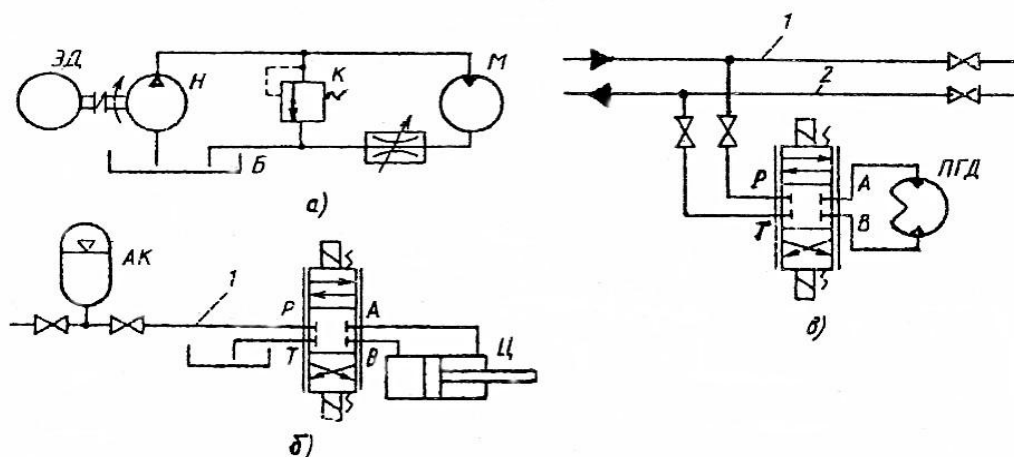 ЭД
Н
К
М
Б
а)
АК
1
Р
А
Т
В
Ц
б)
1
2
Р
А
ПГД
Т
В
в)